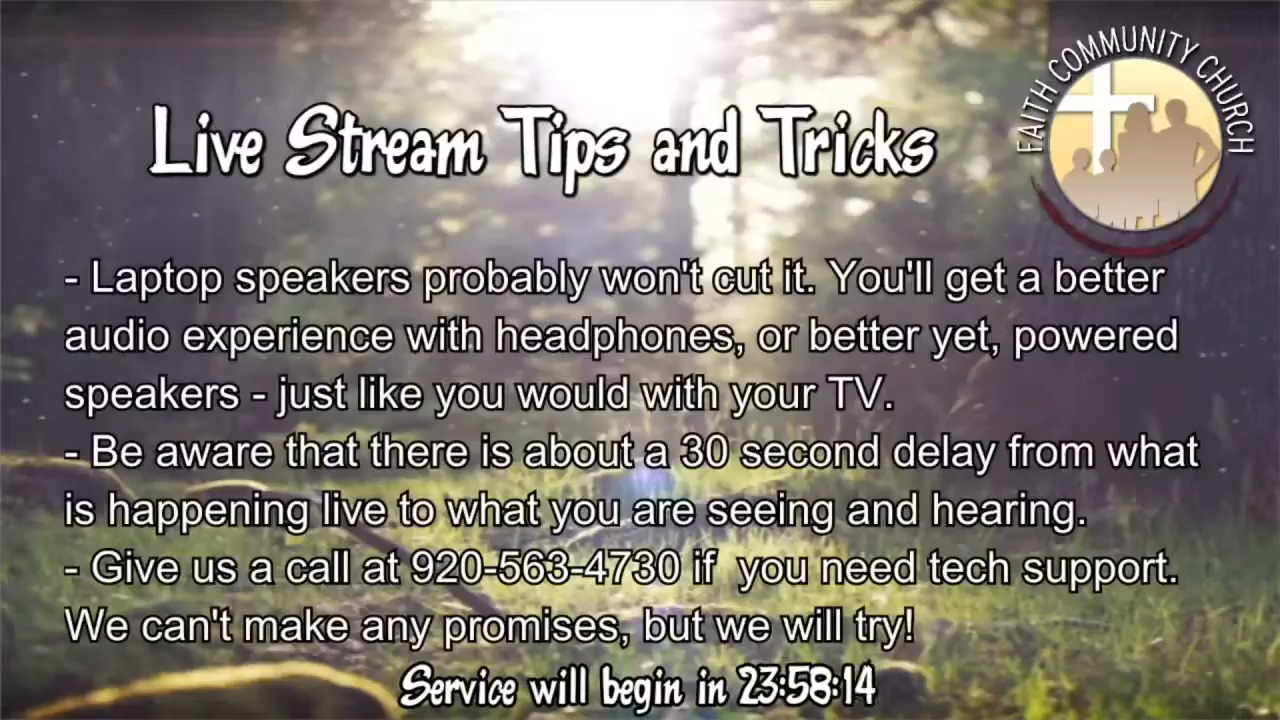 FAITH COMMUNITY CHURCH
Live Stream Tips and Tricks
- Laptop speakers probably won't cut it. You'll get a better
audio experience with headphones, or better yet, powered
speakers - just like you would with your TV.
- Be aware that there is about a 30 second delay from what
is happening live to what you are seeing and hearing.
- Give us a call at 920-563-4730 if  you need tech support.
We can't make any promises, but we will try!
Service will begin in 23:58:14